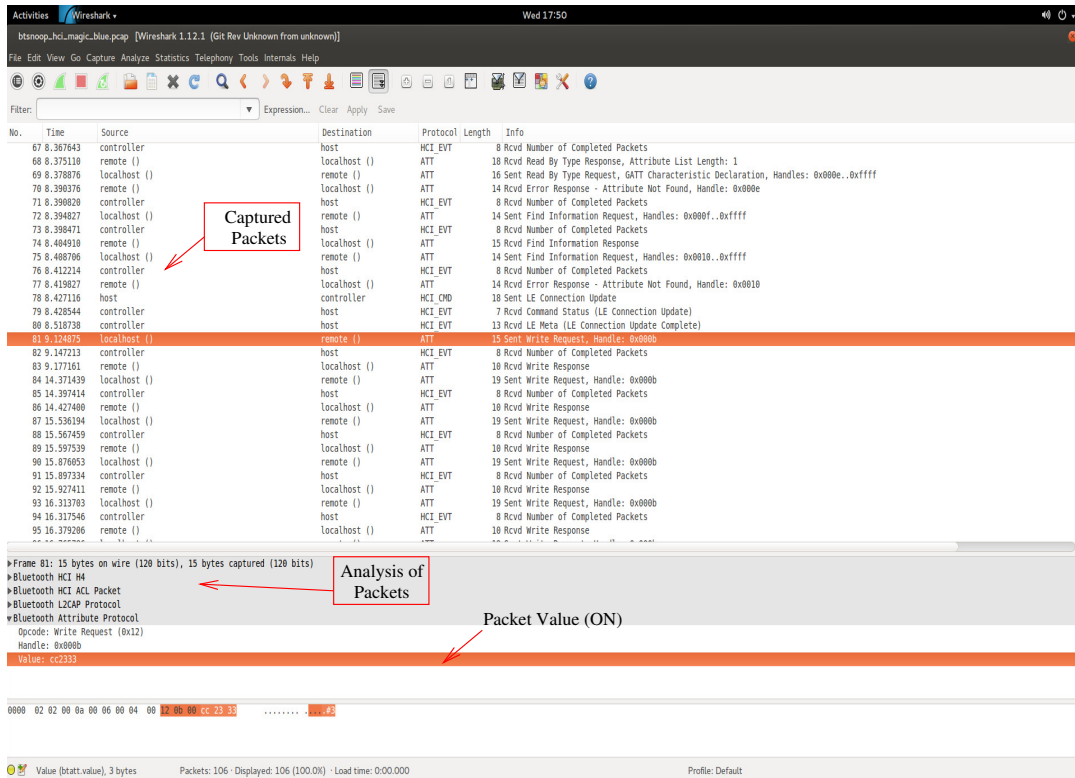 Activities Wireshark Wed 17:50
btsnoop_hci_magic_blue.pcap [Wireshark 1.12.1 (Git Rev Unknown from unknown)]
File Edit View Go Capture Analyze Statistics Telephony Tools Internals Help
Filter: Expression... Clear Apply Save
No. Time Source Destination Protocol Length Info
67 8.367643 controller host HCI_EVT 8 Rcvd Number of Completed Packets
68 8.375110 remote () localhost () ATT 18 Rcvd Read By Type Response, Attribute List Length: 1
69 8.378876 localhost () remote () ATT 16 Sent Read By Type Request, GATT Characteristic Declaration, Handles: 0x000e..0xffff
70 8.390376 remote () localhost () ATT 14 Rcvd Error Response - Attribute Not Found, Handle: 0x000e
71 8.390820 controller host HCI_EVT 8 Rcvd Number of Completed Packets
72 8.394827 localhost () remote () ATT 14 Sent Find Information Request, Handles: 0x000f..0xffff
73 8.398471 controller host HCI_EVT 8 Rcvd Number of Completed Packets
74 8.404910 remote () localhost () ATT 15 Rcvd Find Information Response
75 8.408706 localhost () remote () ATT 14 Sent Find Information Request, Handles: 0x0010..0xffff
76 8.412214 controller host HCI_EVT 8 Rcvd Number of Completed Packets
77 8.419827 remote () localhost () ATT 14 Rcvd Error Response - Attribute Not Found, Handle: 0x0010
78 8.427116 host controller HCI_CMD 18 Sent LE Connection Update
79 8.428544 controller host HCI_EVT 7 Rcvd Command Status (LE Connection Update)
80 8.518738 controller host HCI_EVT 13 Rcvd LE Meta (LE Connection Update Complete)
81 9.124875 localhost () remote () ATT 15 Sent Write Request, Handle: 0x000b
82 9.147213 controller host HCI_EVT 8 Rcvd Number of Completed Packets
83 9.177161 remote () localhost () ATT 10 Rcvd Write Response
84 14.371439 localhost () remote () ATT 19 Sent Write Request, Handle: 0x000b
85 14.397414 controller host HCI_EVT 8 Rcvd Number of Completed Packets
86 14.427400 remote () localhost () ATT 10 Rcvd Write Response
87 15.536194 localhost () remote () ATT 19 Sent Write Request, Handle: 0x000b
88 15.567459 controller host HCI_EVT 8 Rcvd Number of Completed Packets
89 15.597539 remote () localhost () ATT 10 Rcvd Write Response
90 15.876053 localhost () remote () ATT 19 Sent Write Request, Handle: 0x000b
91 15.897334 controller host HCI_EVT 8 Rcvd Number of Completed Packets
92 15.927411 remote () localhost () ATT 10 Rcvd Write Response
93 16.313703 localhost () remote () ATT 19 Sent Write Request, Handle: 0x000b
94 16.317546 controller host HCI_EVT 8 Rcvd Number of Completed Packets
95 16.379206 remote () localhost () ATT 10 Rcvd Write Response
Captured
Packets
Frame 81: 15 bytes on wire (120 bits), 15 bytes captured (120 bits)
Bluetooth HCI H4
Bluetooth HCI ACL Packet
Bluetooth L2CAP Protocol
Bluetooth Attribute Protocol
Opcode: Write Request (0x12)
Handle: 0x000b
Value: cc2333
Analysis of
Packets
Packet Value (ON)
0000 02 02 00 0a 00 06 00 04 00 12 0b 00 cc 23 33 ........ .....#3
Value (btatt.value), 3 bytes Packets: 106 · Displayed: 106 (100.0%) · Load time: 0:00.000 Profile: Default